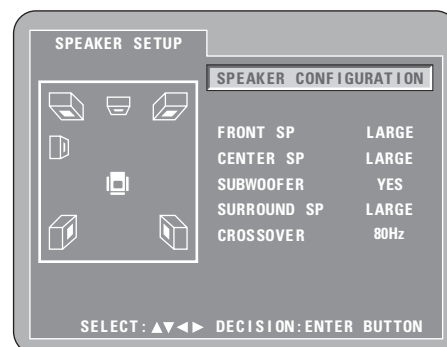 SPEAKER SETUP
SPEAKER CONFIGURATION
FRONT SP LARGE
CENTER SP LARGE
SUBWOOFER YES
SURROUND SP LARGE
CROSSOVER 80Hz
SELECT:▲▼◄► DECISION:ENTER BUTTON